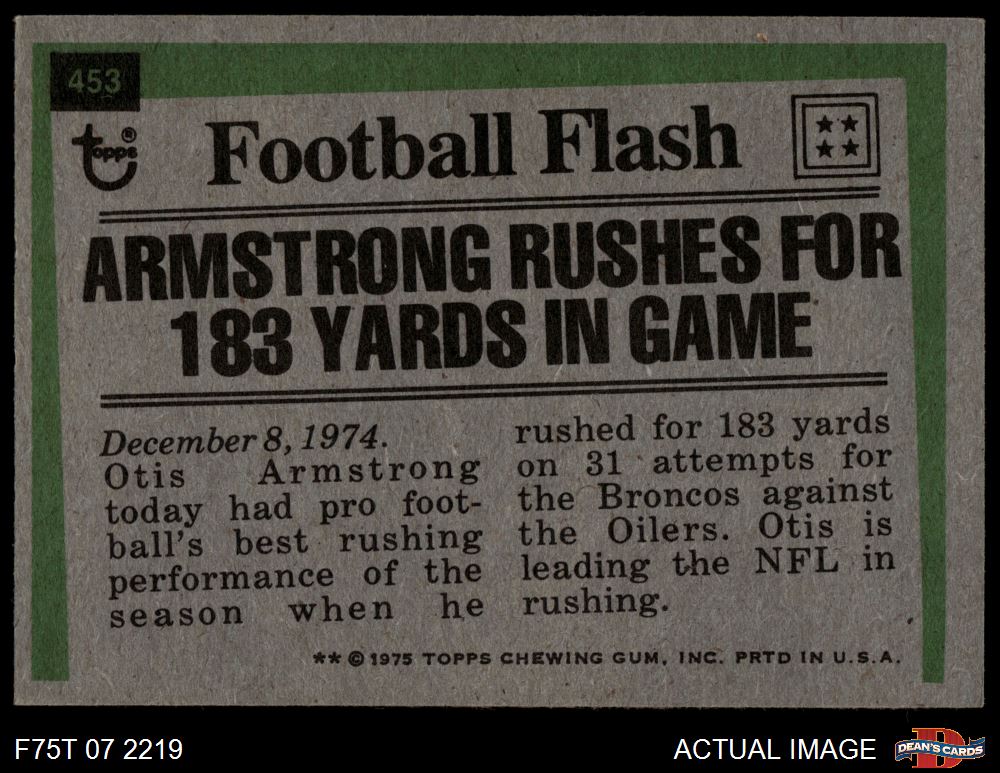 453
topps®
Football Flash
ARMSTRONG RUSHES FOR
183 YARDS IN GAME
December 8, 1974.
Otis Armstrong
today had pro foot-
ball's best rushing
performance of the
season when he
rushed for 183 yards
on 31 attempts for
the Broncos against
the Oilers. Otis is
leading the NFL in
rushing.
** © 1975 TOPPS CHEWING GUM, INC. PRTD IN U.S.A.
F75T 07 2219
ACTUAL IMAGE
D
DEAN'S CARDS